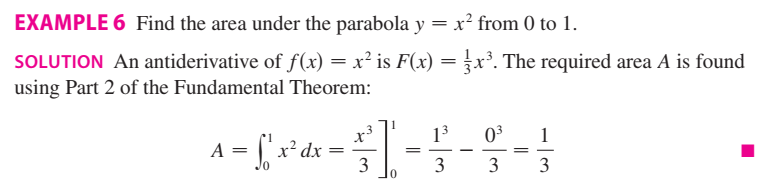 EXAMPLE 6 Find the area under the parabola y = x² from 0 to 1.
SOLUTION An antiderivative of f(x) = x² is F(x) = ⅓x³. The required area A is found
using Part 2 of the Fundamental Theorem:
A = ∫₀¹ x² dx = x³/3 ]₀¹ = 1³/3 − 0³/3 = 1/3